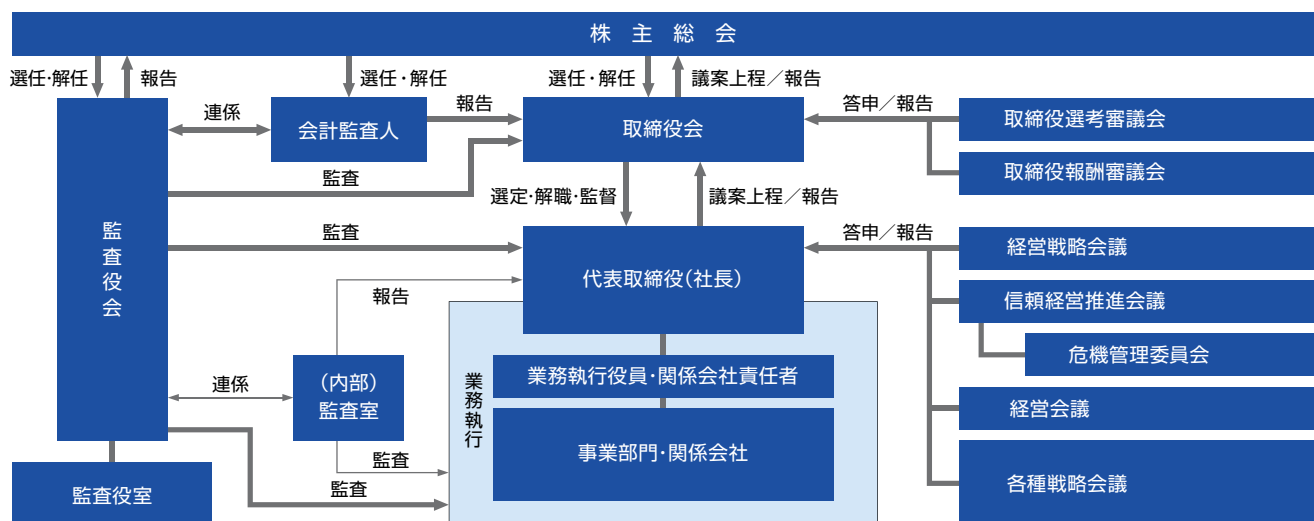 株主総会
選任・解任
報告
選任・解任
選任・解任
議案上程／報告
連係
会計監査人
報告
取締役会
答申／報告
取締役選考審議会
取締役報酬審議会
監査
選定・解職・監督
議案上程／報告
監査役会
監査
代表取締役（社長）
答申／報告
経営戦略会議
信頼経営推進会議
危機管理委員会
経営会議
各種戦略会議
報告
連係
（内部）
監査室
業務執行
業務執行役員・関係会社責任者
事業部門・関係会社
監査
監査
監査役室